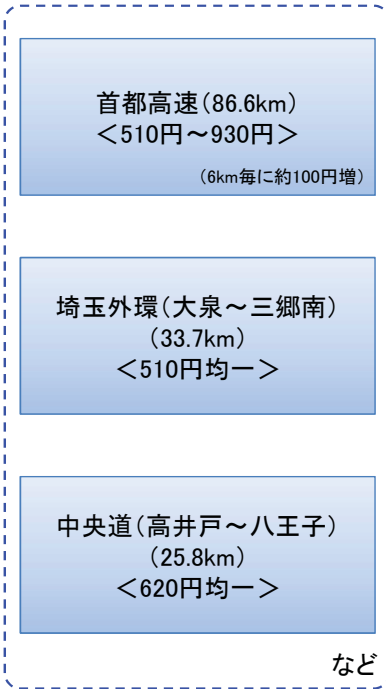 首都高速(86.6km)
＜510円～930円＞
(6km毎に約100円増)
埼玉外環(大泉～三郷南)
(33.7km)
＜510円均一＞
中央道(高井戸～八王子)
(25.8km)
＜620円均一＞
など